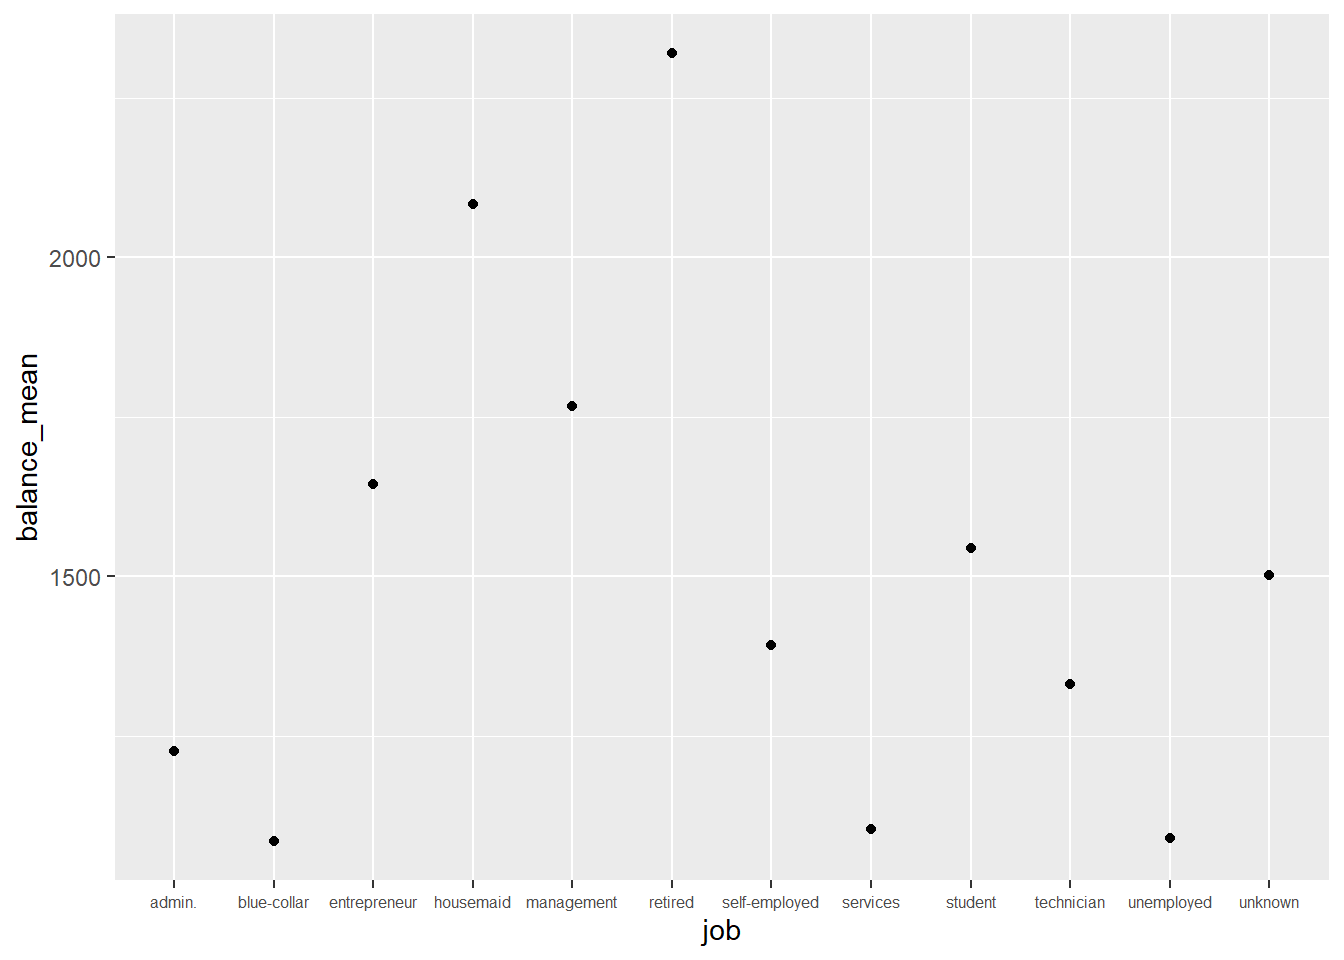 2000
1500
balance_mean
admin. blue-collar entrepreneur housemaid management retired self-employed services student technician unemployed unknown
job